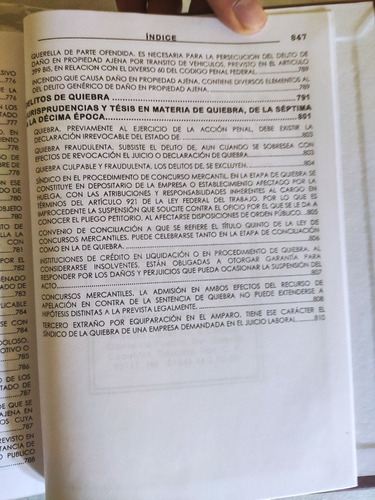 ÍNDICE 847
QUERELLA DE PARTE OFENDIDA. ES NECESARIA PARA LA PERSECUCION DEL DELITO DE
DAÑO EN PROPIEDAD AJENA POR TRANSITO DE VEHICULOS, PREVISTO EN EL ARTICULO
399 BIS, EN RELACION CON EL DIVERSO 60 DEL CODIGO PENAL FEDERAL. 789
INCENDIO QUE CAUSA DAÑO EN PROPIEDAD AJENA. CONTIENE DIVERSOS ELEMENTOS AL
DEL DELITO GENÉRICO DE DAÑO EN PROPIEDAD AJENA. 789
DELITOS DE QUIEBRA 791
JURISPRUDENCIAS Y TÉSIS EN MATERIA DE QUIEBRA, DE LA SÉPTIMA
A LA DÉCIMA ÉPOCA 801
QUIEBRA, PREVIAMENTE AL EJERCICIO DE LA ACCIÓN PENAL, DEBE EXISTIR LA
DECLARACIÓN IRREVOCABLE DEL ESTADO DE. 803
QUIEBRA FRAUDULENTA, SUBSISTE EL DELITO DE, AUN CUANDO SE SOBRESEA CON
EFECTOS DE REVOCACIÓN EL JUICIO O DECLARACIÓN DE QUIEBRA. 803
QUIEBRA CULPABLE Y FRAUDULENTA. LOS DELITOS DE, SE EXCLUYEN. 804
SÍNDICO EN EL PROCEDIMIENTO DE CONCURSO MERCANTIL. EN LA ETAPA DE QUIEBRA SE
CONSTITUYE EN DEPOSITARIO DE LA EMPRESA O ESTABLECIMIENTO AFECTADO POR LA
HUELGA, CON LAS ATRIBUCIONES Y RESPONSABILIDADES INHERENTES AL CARGO EN
TÉRMINOS DEL ARTÍCULO 921 DE LA LEY FEDERAL DEL TRABAJO, POR LO QUE ES
IMPROCEDENTE LA SUSPENSIÓN QUE SOLICITE CONTRA EL OFICIO POR EL QUE SE LE DA A
CONOCER EL PLIEGO PETITORIO, AL AFECTARSE DISPOSICIONES DE ORDEN PÚBLICO. 805
CONVENIO DE CONCILIACIÓN A QUE SE REFIERE EL TÍTULO QUINTO DE LA LEY DE
CONCURSOS MERCANTILES. PUEDE CELEBRARSE TANTO EN LA ETAPA DE CONCILIACIÓN
COMO EN LA DE QUIEBRA. 806
INSTITUCIONES DE CRÉDITO EN LIQUIDACIÓN O EN PROCEDIMIENTO DE QUIEBRA. AL
CONSIDERARSE INSOLVENTES, ESTÁN OBLIGADAS A OTORGAR GARANTÍA PARA
RESPONDER POR LOS DAÑOS Y PERJUICIOS QUE PUEDA OCASIONAR LA SUSPENSIÓN DEL
ACTO. 807
CONCURSOS MERCANTILES. LA ADMISIÓN EN AMBOS EFECTOS DEL RECURSO DE
APELACIÓN EN CONTRA DE LA SENTENCIA DE QUIEBRA NO PUEDE EXTENDERSE A
HIPÓTESIS DISTINTAS A LA PREVISTA LEGALMENTE. 808
TERCERO EXTRAÑO POR EQUIPARACIÓN EN EL AMPARO, TIENE ESE CARÁCTER EL
SÍNDICO DE LA QUIEBRA DE UNA EMPRESA DEMANDADA EN EL JUICIO LABORAL. 810